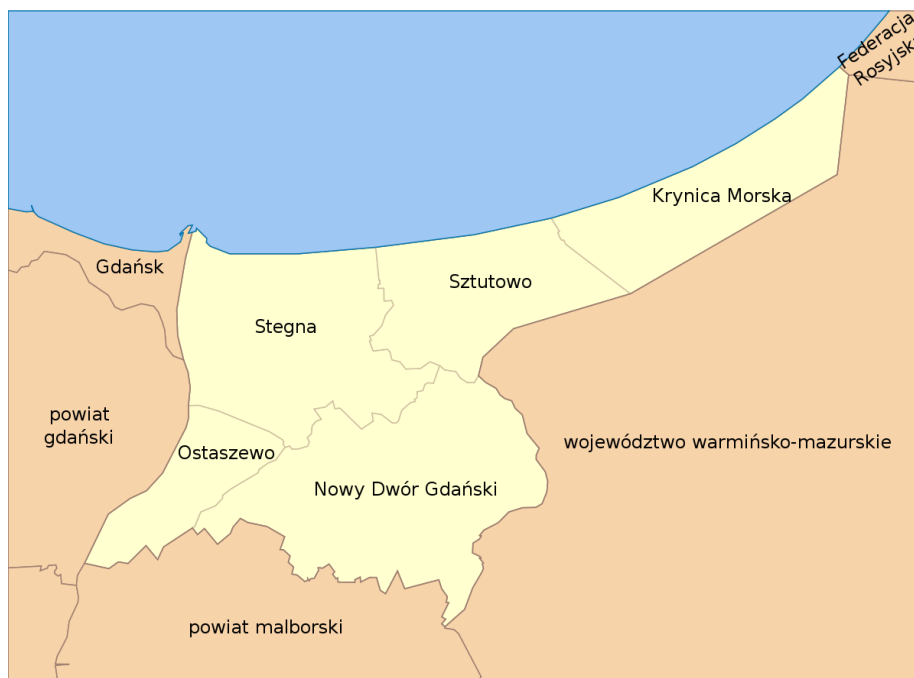 Federacja
Rosyjska
Krynica Morska
Gdańsk
Sztutowo
Stegna
powiat
gdański
Ostaszewo
województwo warmińsko-mazurskie
Nowy Dwór Gdański
powiat malborski